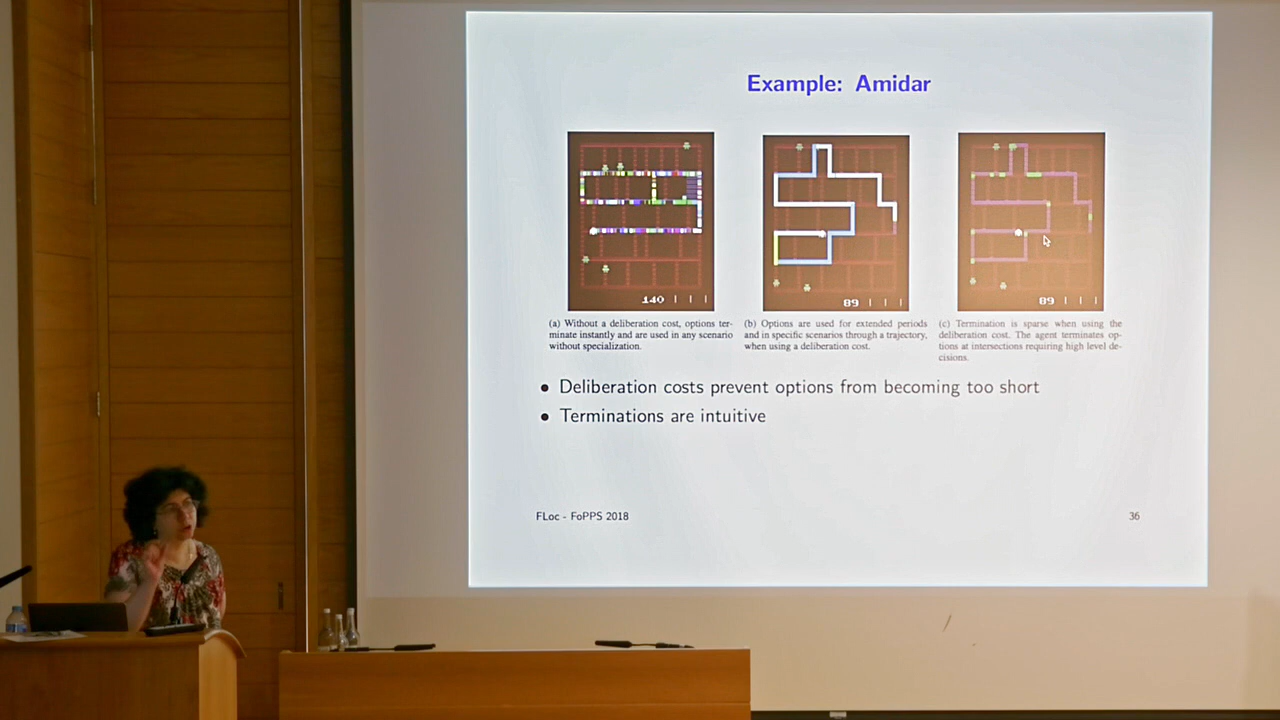 Example: Amidar
140
89
89
(a) Without a deliberation cost, options ter-
minate instantly and are used in any scenario
without specialization.
(b) Options are used for extended periods
and in specific scenarios through a trajectory,
when using a deliberation cost.
(c) Termination is sparse when using the
deliberation cost. The agent terminates op-
tions at intersections requiring high level de-
cisions.
• Deliberation costs prevent options from becoming too short
• Terminations are intuitive
FLoc - FoPPS 2018
36